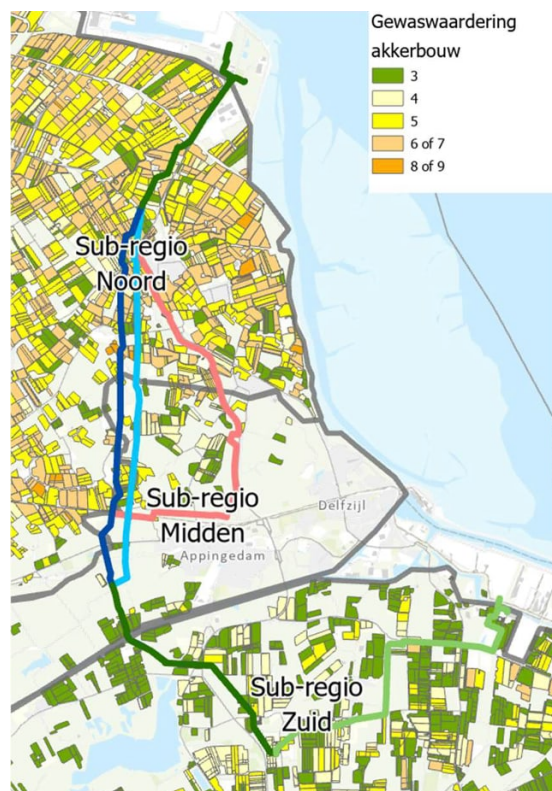 Gewaswaardering
akkerbouw
3
4
5
6 of 7
8 of 9
Sub-regio
Noord
Sub-regio
Midden
Delfzijl
Appingedam
Sub-regio
Zuid